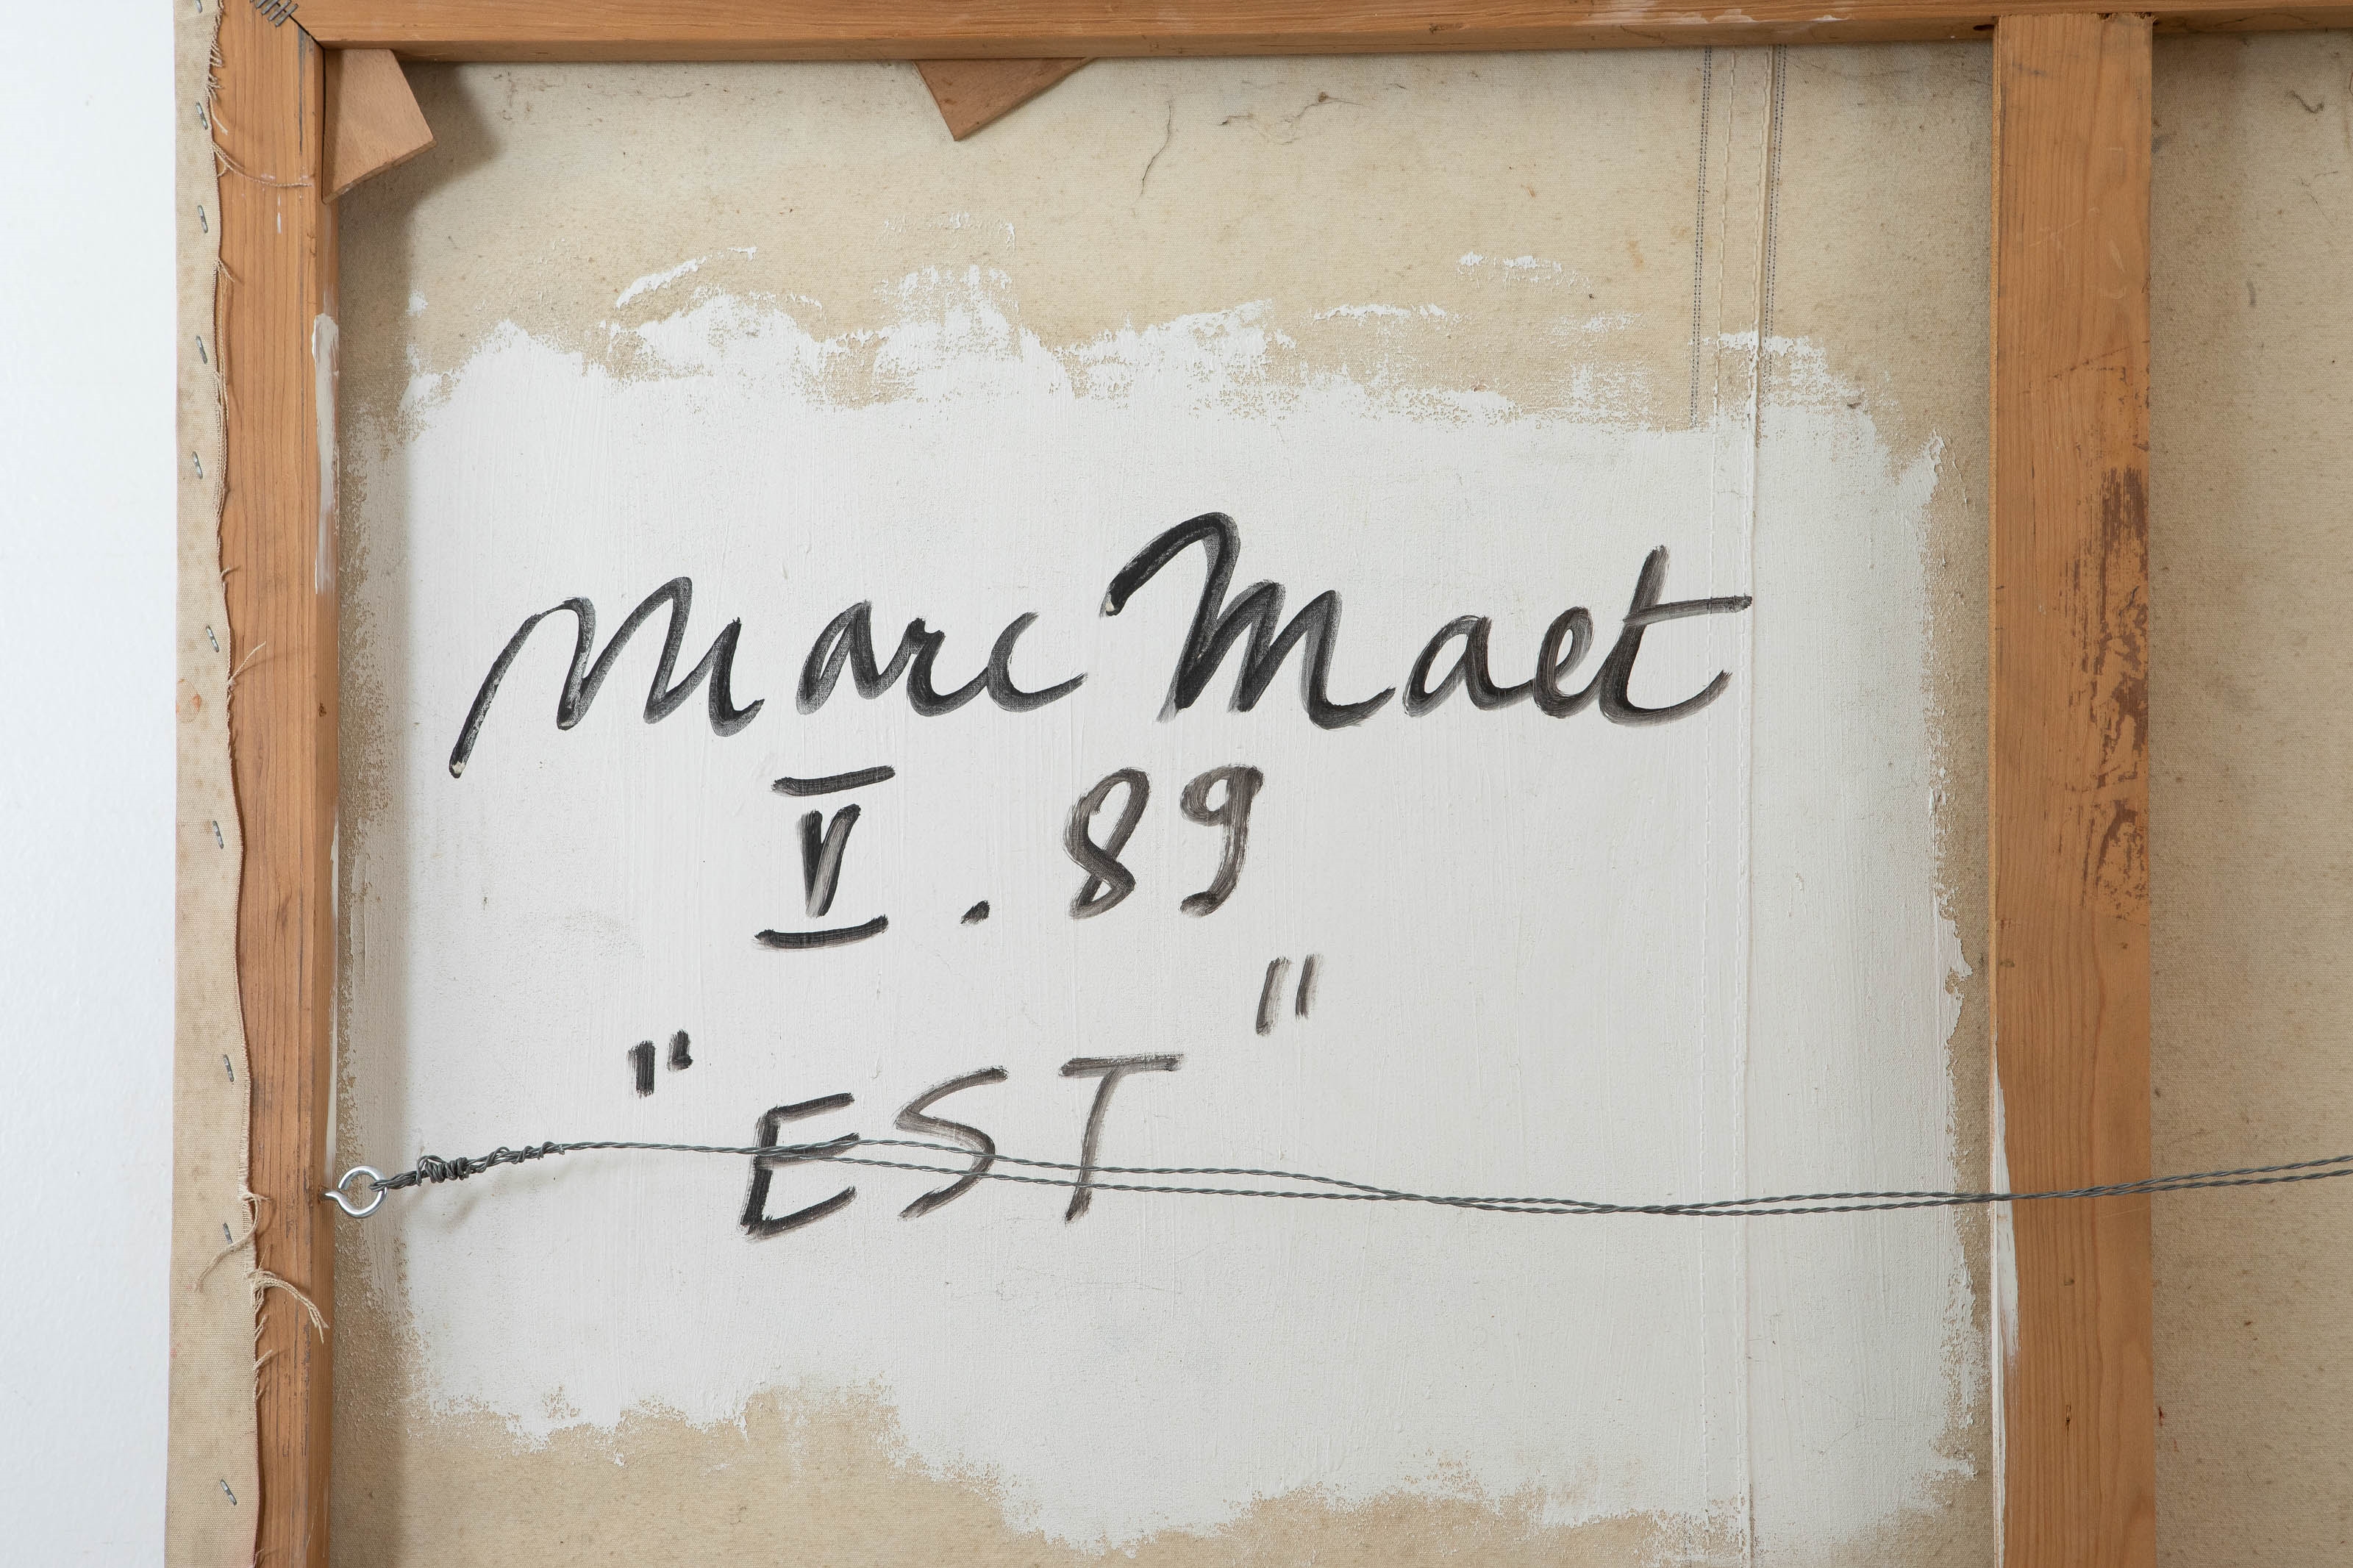 Marc Maet
V. 89
"EST"